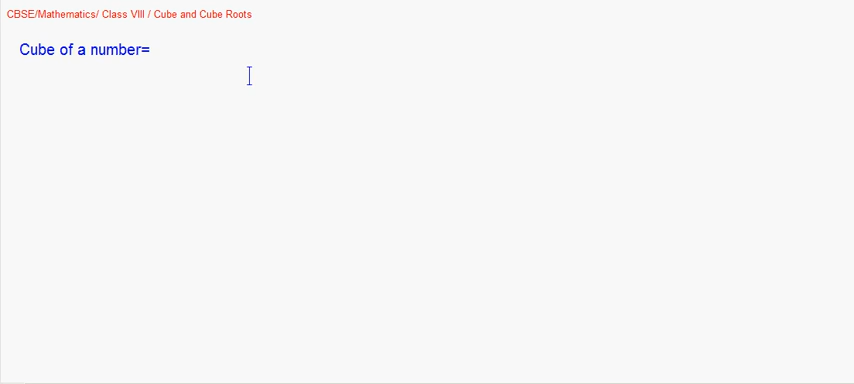 CBSE/Mathematics/ Class VIII / Cube and Cube Roots
Cube of a number=